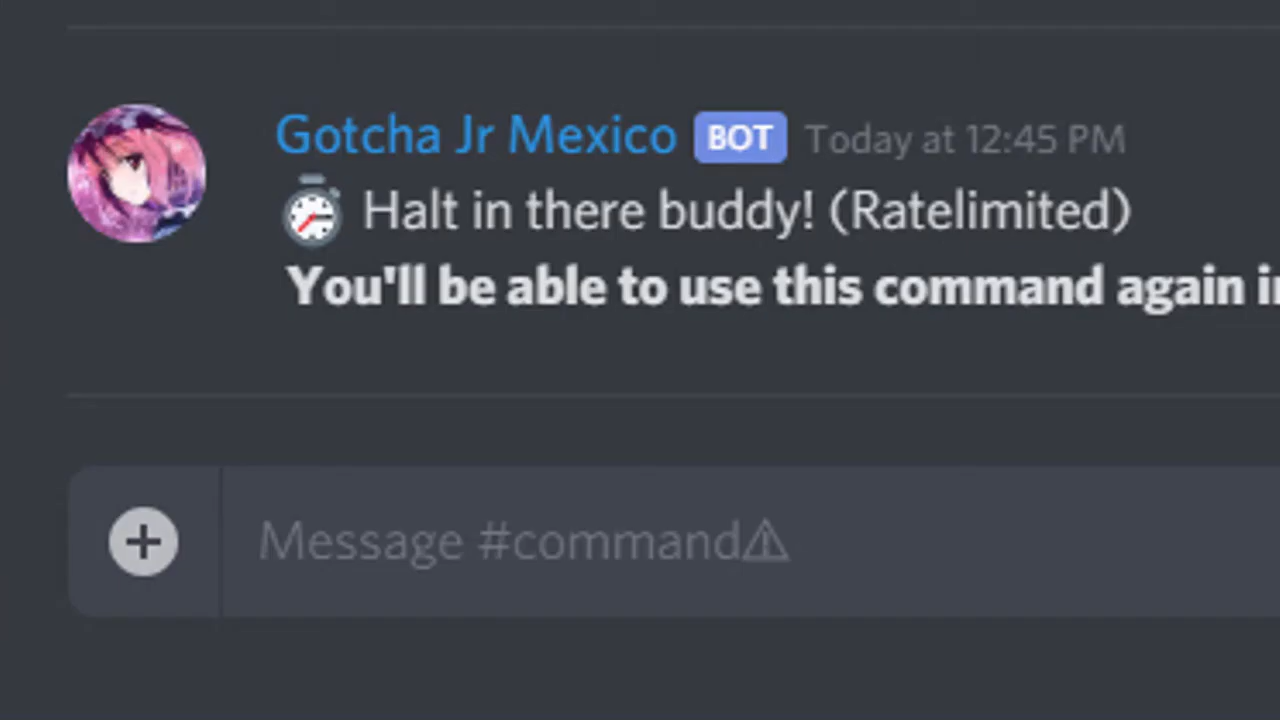 Gotcha Jr Mexico BOT Today at 12:45 PM
Halt in there buddy! (Ratelimited)
You'll be able to use this command again
Message #command⚠